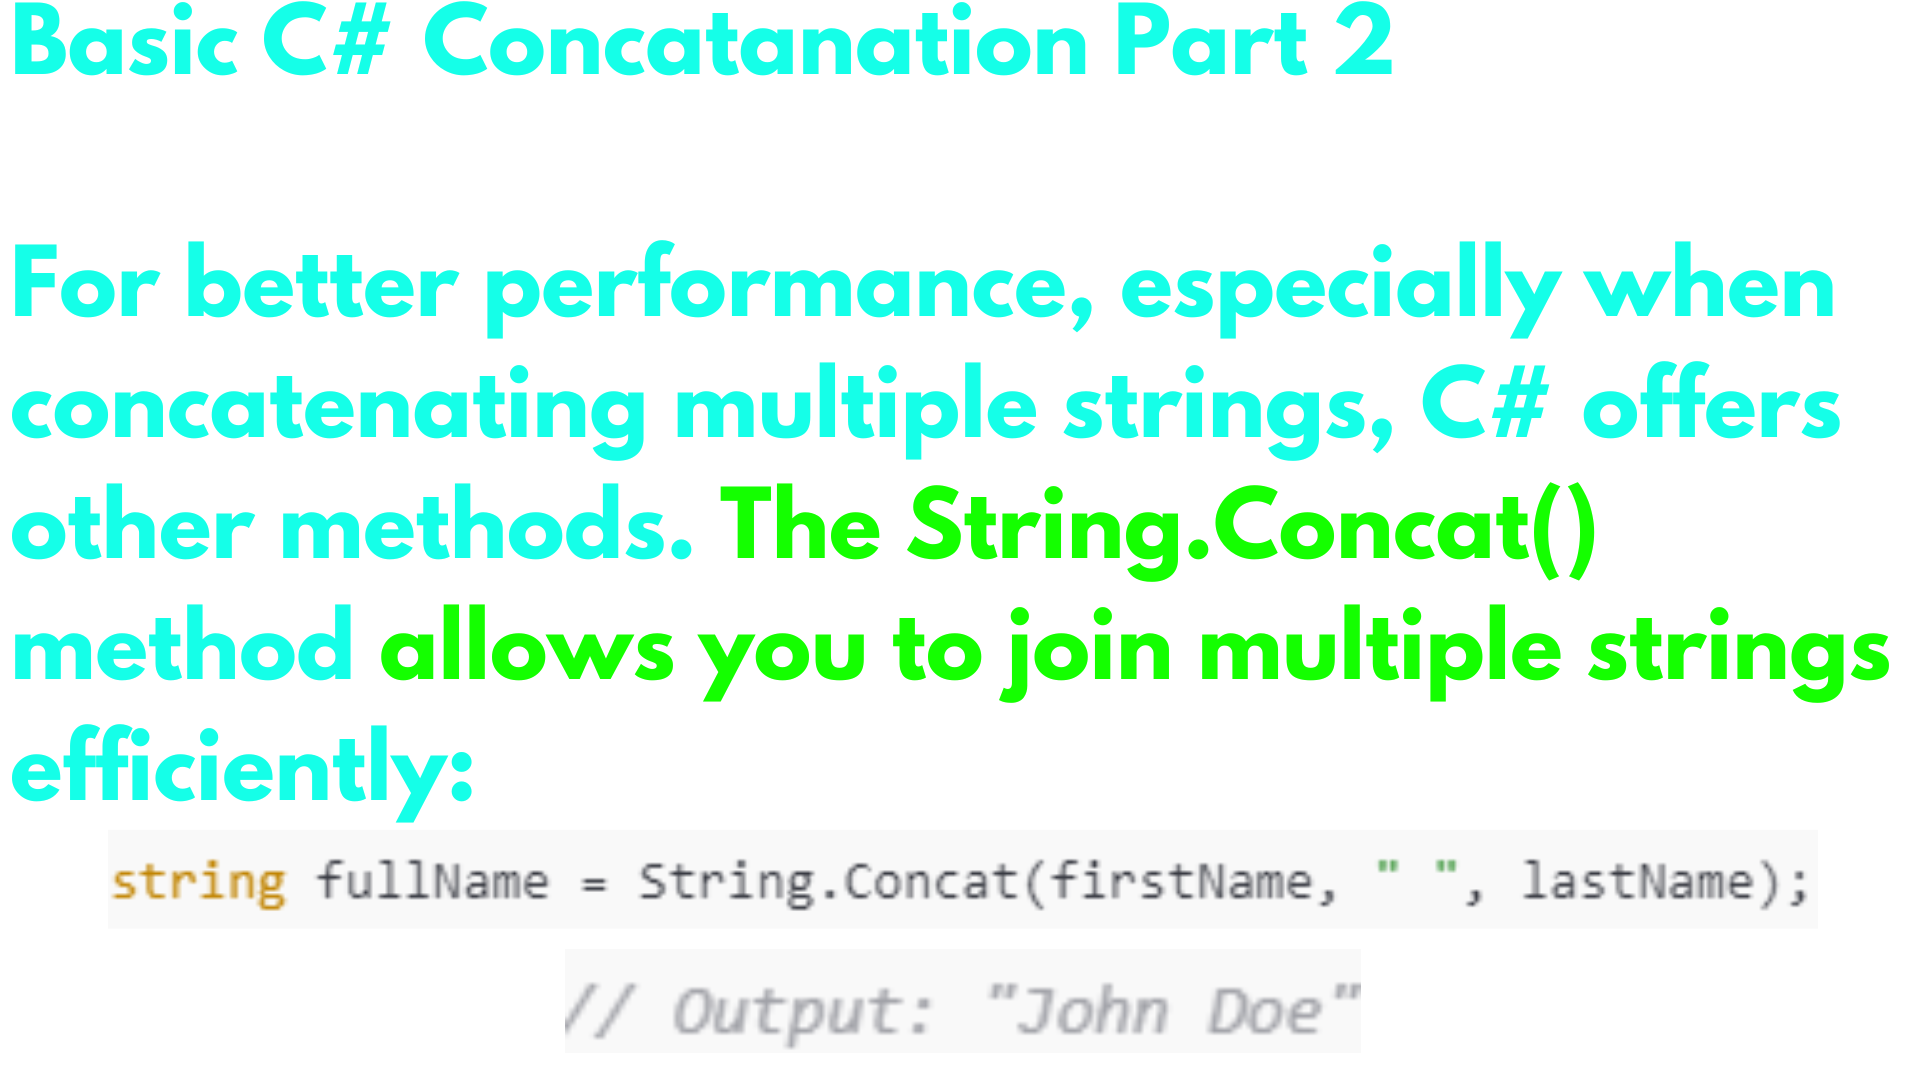 Basic C# Concatanation Part 2
For better performance, especially when
concatenating multiple strings, C# offers
other methods. The String.Concat()
method allows you to join multiple strings
efficiently:
string fullName = String.Concat(firstName, " ", lastName);
// Output: "John Doe"